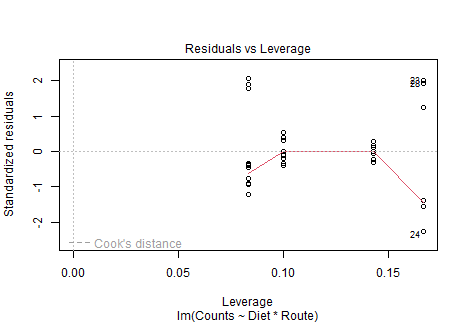 Residuals vs Leverage
Standardized residuals
2
1
0
-1
-2
24
Cook's distance
0.00
0.05
0.10
0.15
Leverage
lm(Counts ~ Diet * Route)